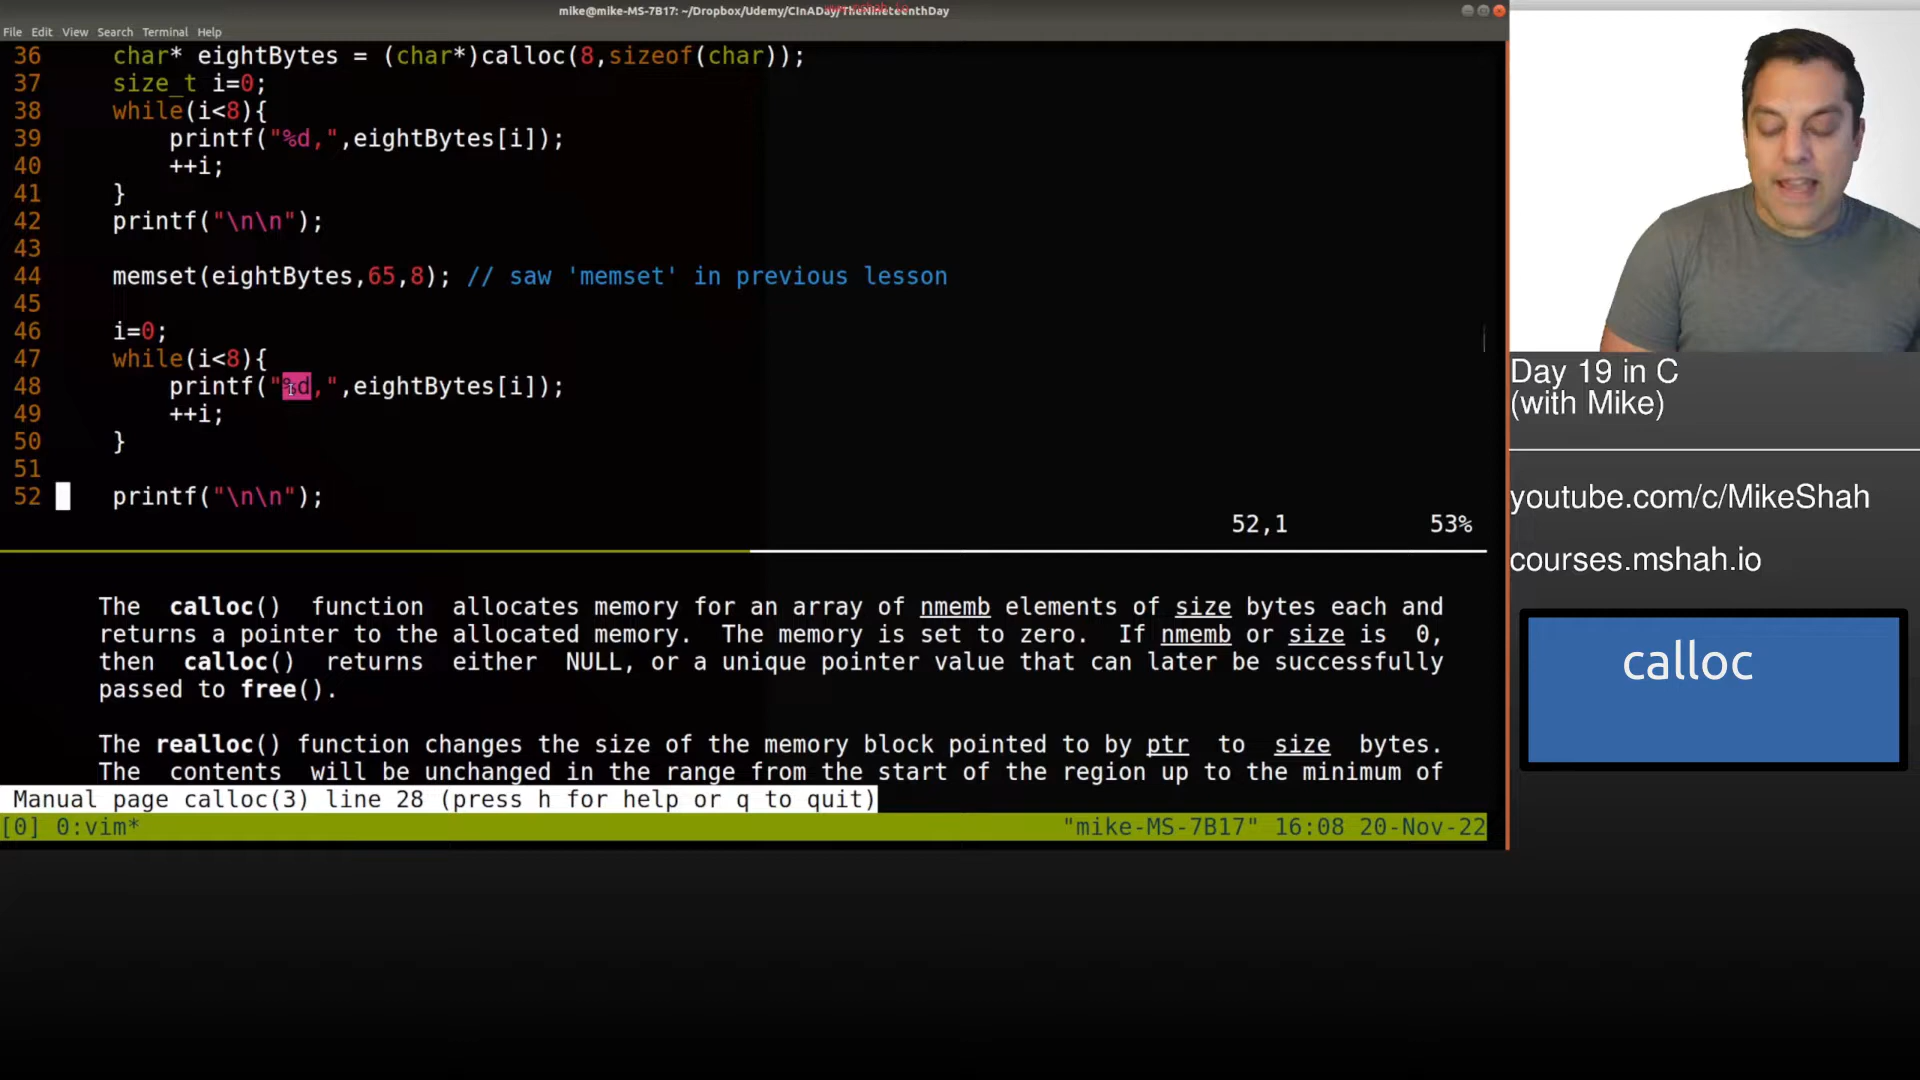 mike@mike-MS-7B17: ~/Dropbox/Udemy/CInADay/TheNineteenthDay
www.mshah.io
File Edit View Search Terminal Help
36 char* eightBytes = (char*)calloc(8,sizeof(char));
37 size_t i=0;
38 while(i<8){
39 printf("%d,",eightBytes[i]);
40 ++i;
41 }
42 printf("\n\n");
43
44 memset(eightBytes,65,8); // saw 'memset' in previous lesson
45
46 i=0;
47 while(i<8){
48 printf("%d,",eightBytes[i]);
49 ++i;
50 }
51
52 printf("\n\n");
52,1 53%
The calloc() function allocates memory for an array of nmemb elements of size bytes each and
returns a pointer to the allocated memory. The memory is set to zero. If nmemb or size is 0,
then calloc() returns either NULL, or a unique pointer value that can later be successfully
passed to free().
The realloc() function changes the size of the memory block pointed to by ptr to size bytes.
The contents will be unchanged in the range from the start of the region up to the minimum of
Manual page calloc(3) line 28 (press h for help or q to quit)
[0] 0:vim* "mike-MS-7B17" 16:08 20-Nov-22
Day 19 in C
(with Mike)
youtube.com/c/MikeShah
courses.mshah.io
calloc